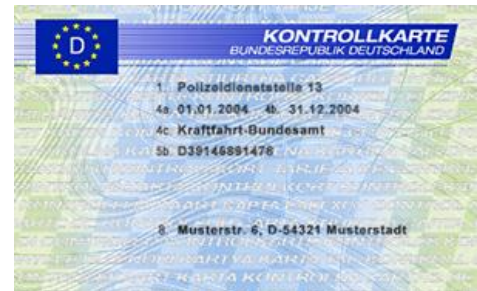 D
KONTROLLKARTE
BUNDESREPUBLIK DEUTSCHLAND
1. Polizeidienststelle 13
4a. 01.01.2004 4b. 31.12.2004
4c. Kraftfahrt-Bundesamt
5b. D39146891478
8. Musterstr. 6, D-54321 Musterstadt